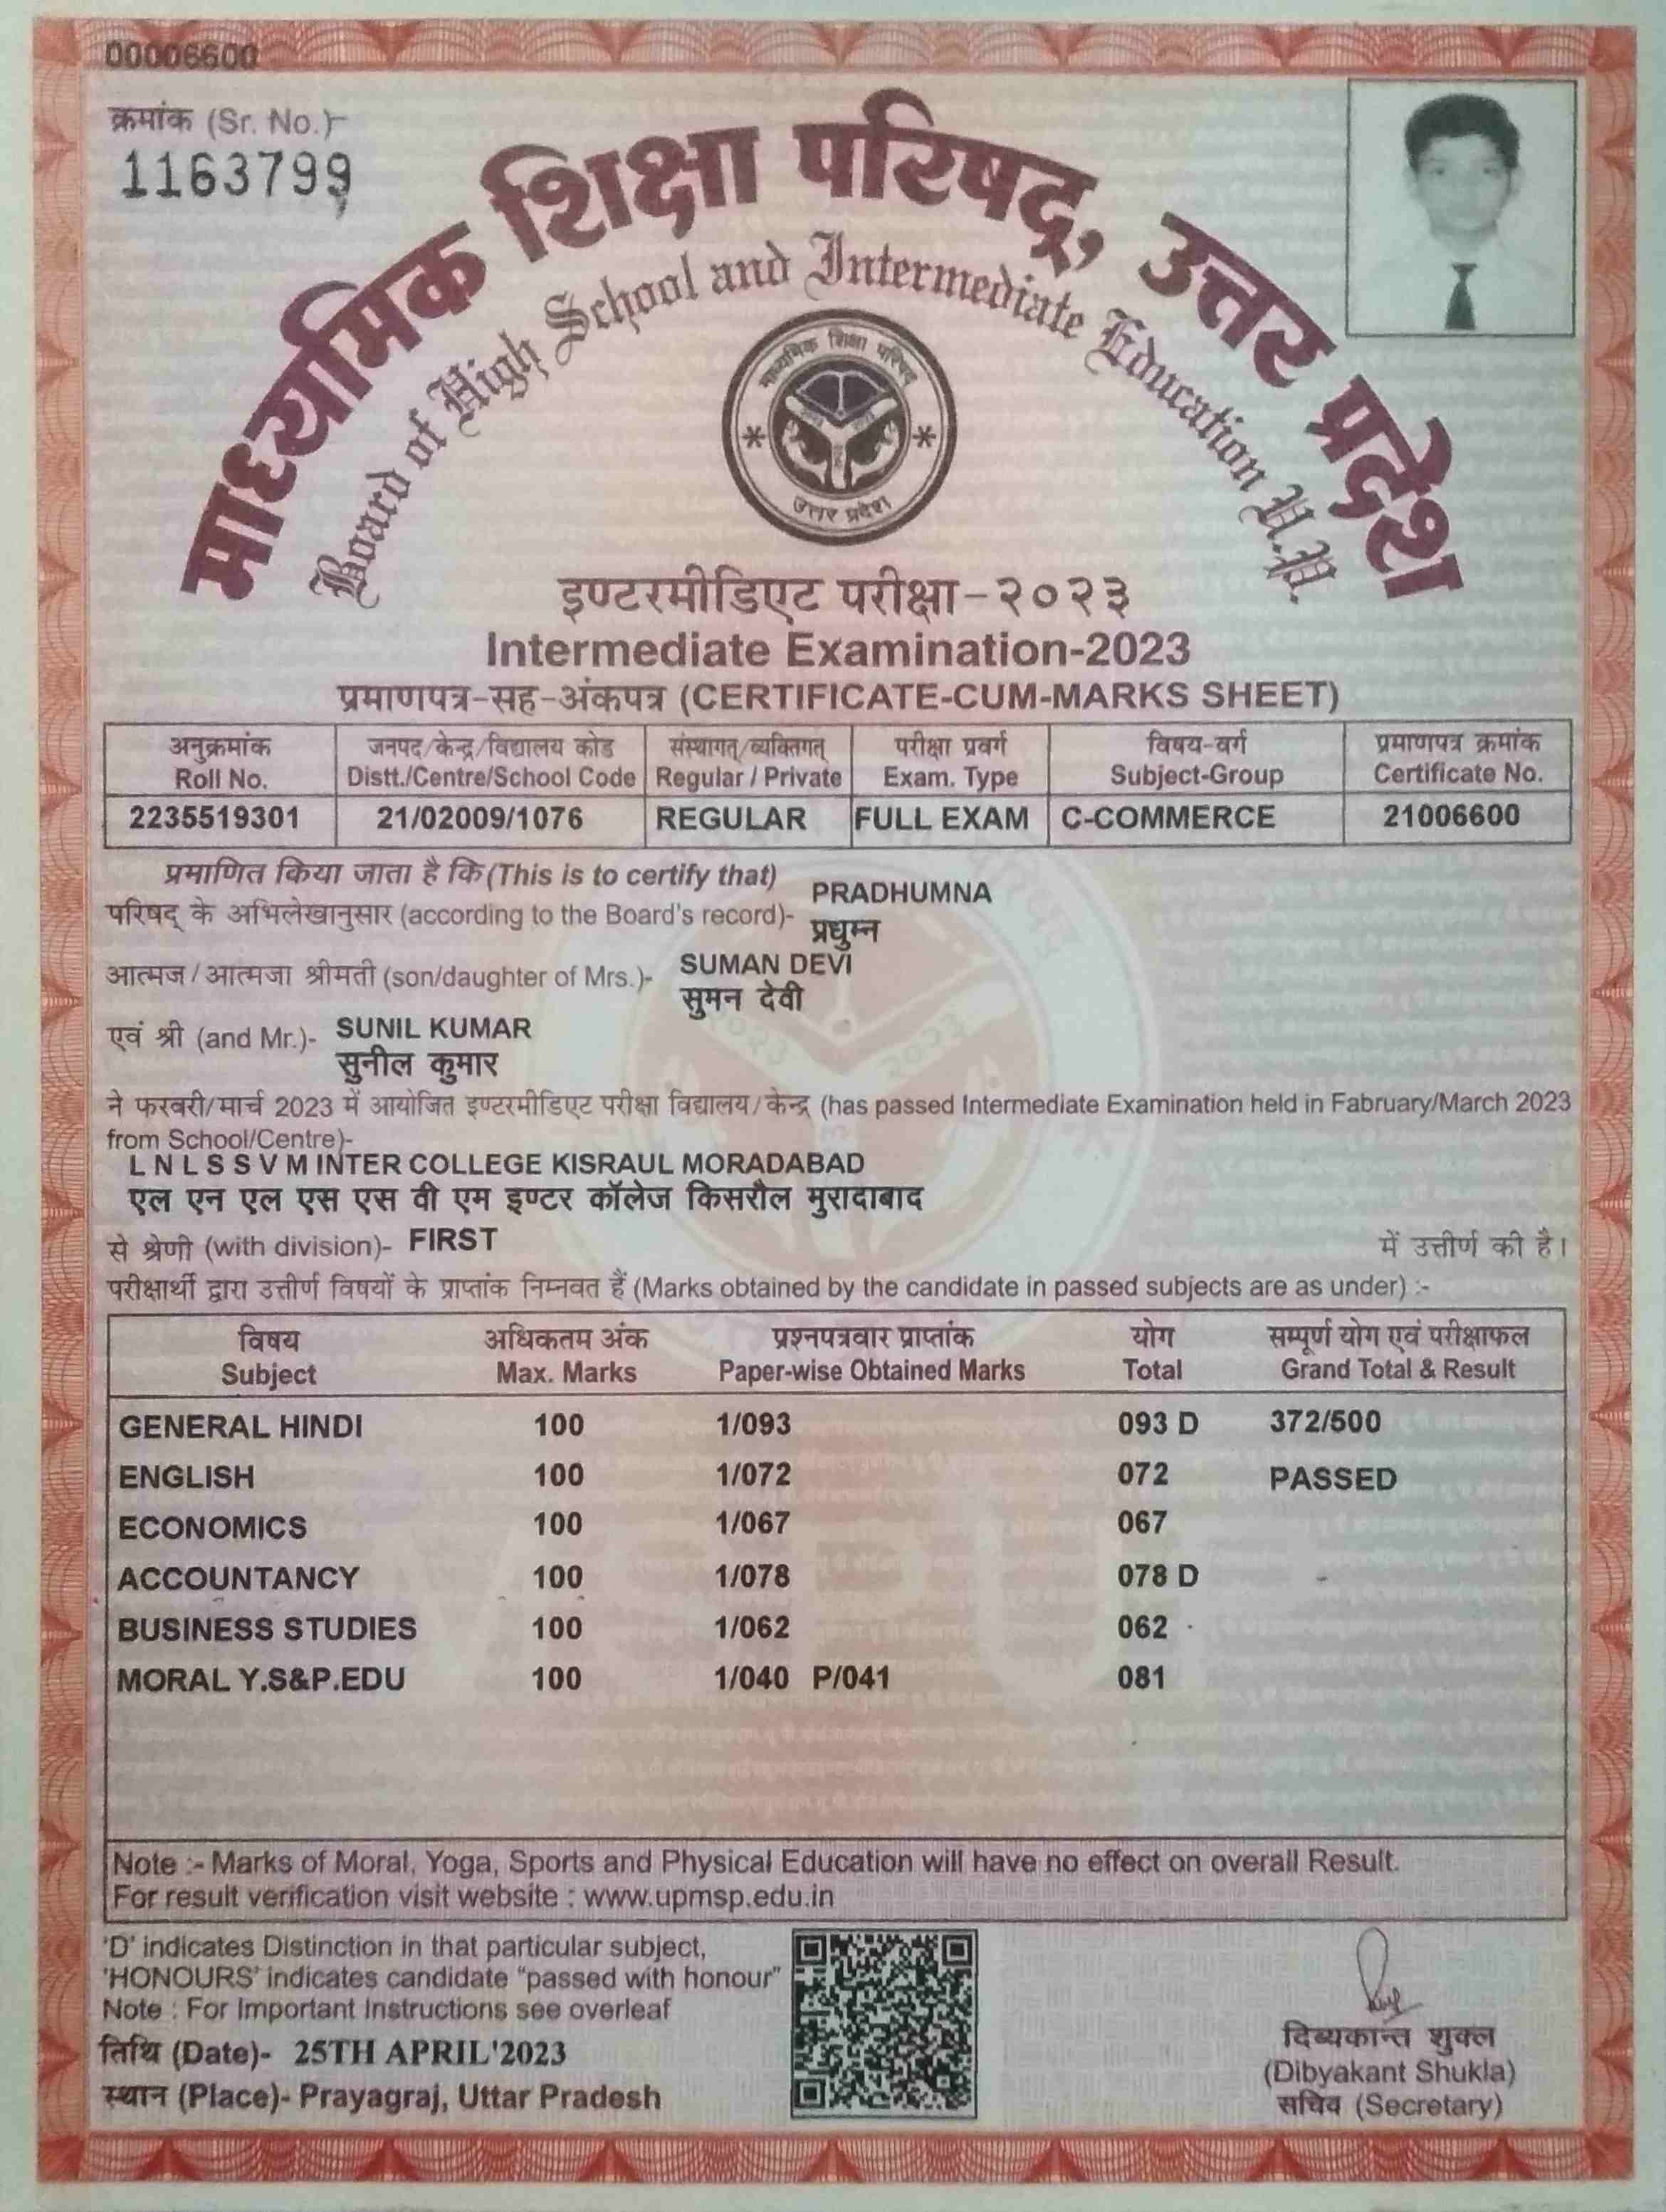 00006600
क्रमांक (Sr. No.)-
1163799
माध्यमिक शिक्षा परिषद्, उत्तर प्रदेश
Board of High School and Intermediate Education U.P.
माध्यमिक शिक्षा परिषद
उत्तर प्रदेश
इण्टरमीडिएट परीक्षा-२०२३
Intermediate Examination-2023
प्रमाणपत्र-सह-अंकपत्र (CERTIFICATE-CUM-MARKS SHEET)
अनुक्रमांक जनपद/केन्द्र/विद्यालय कोड संस्थागत्/व्यक्तिगत् परीक्षा प्रवर्ग विषय-वर्ग प्रमाणपत्र क्रमांक
Roll No. Distt./Centre/School Code Regular / Private Exam. Type Subject-Group Certificate No.
2235519301 21/02009/1076 REGULAR FULL EXAM C-COMMERCE 21006600
प्रमाणित किया जाता है कि (This is to certify that)
परिषद् के अभिलेखानुसार (according to the Board's record)- PRADHUMNA
प्रधुम्न
आत्मज/आत्मजा श्रीमती (son/daughter of Mrs.)- SUMAN DEVI
सुमन देवी
एवं श्री (and Mr.)- SUNIL KUMAR
सुनील कुमार
ने फरवरी/मार्च 2023 में आयोजित इण्टरमीडिएट परीक्षा विद्यालय/केन्द्र (has passed Intermediate Examination held in Fabruary/March 2023
from School/Centre)-
L N L S S V M INTER COLLEGE KISRAUL MORADABAD
एल एन एल एस एस वी एम इण्टर कॉलेज किसरौल मुरादाबाद
से श्रेणी (with division)- FIRST में उत्तीर्ण की है।
परीक्षार्थी द्वारा उत्तीर्ण विषयों के प्राप्तांक निम्नवत हैं (Marks obtained by the candidate in passed subjects are as under) :-
विषय अधिकतम अंक प्रश्नपत्रवार प्राप्तांक योग सम्पूर्ण योग एवं परीक्षाफल
Subject Max. Marks Paper-wise Obtained Marks Total Grand Total & Result
GENERAL HINDI 100 1/093 093 D 372/500
ENGLISH 100 1/072 072 PASSED
ECONOMICS 100 1/067 067
ACCOUNTANCY 100 1/078 078 D
BUSINESS STUDIES 100 1/062 062
MORAL Y.S&P.EDU 100 1/040 P/041 081
Note :- Marks of Moral, Yoga, Sports and Physical Education will have no effect on overall Result.
For result verification visit website : www.upmsp.edu.in
'D' indicates Distinction in that particular subject,
'HONOURS' indicates candidate "passed with honour"
Note : For Important Instructions see overleaf
तिथि (Date)- 25TH APRIL'2023
स्थान (Place)- Prayagraj, Uttar Pradesh
दिब्यकान्त शुक्ल
(Dibyakant Shukla)
सचिव (Secretary)